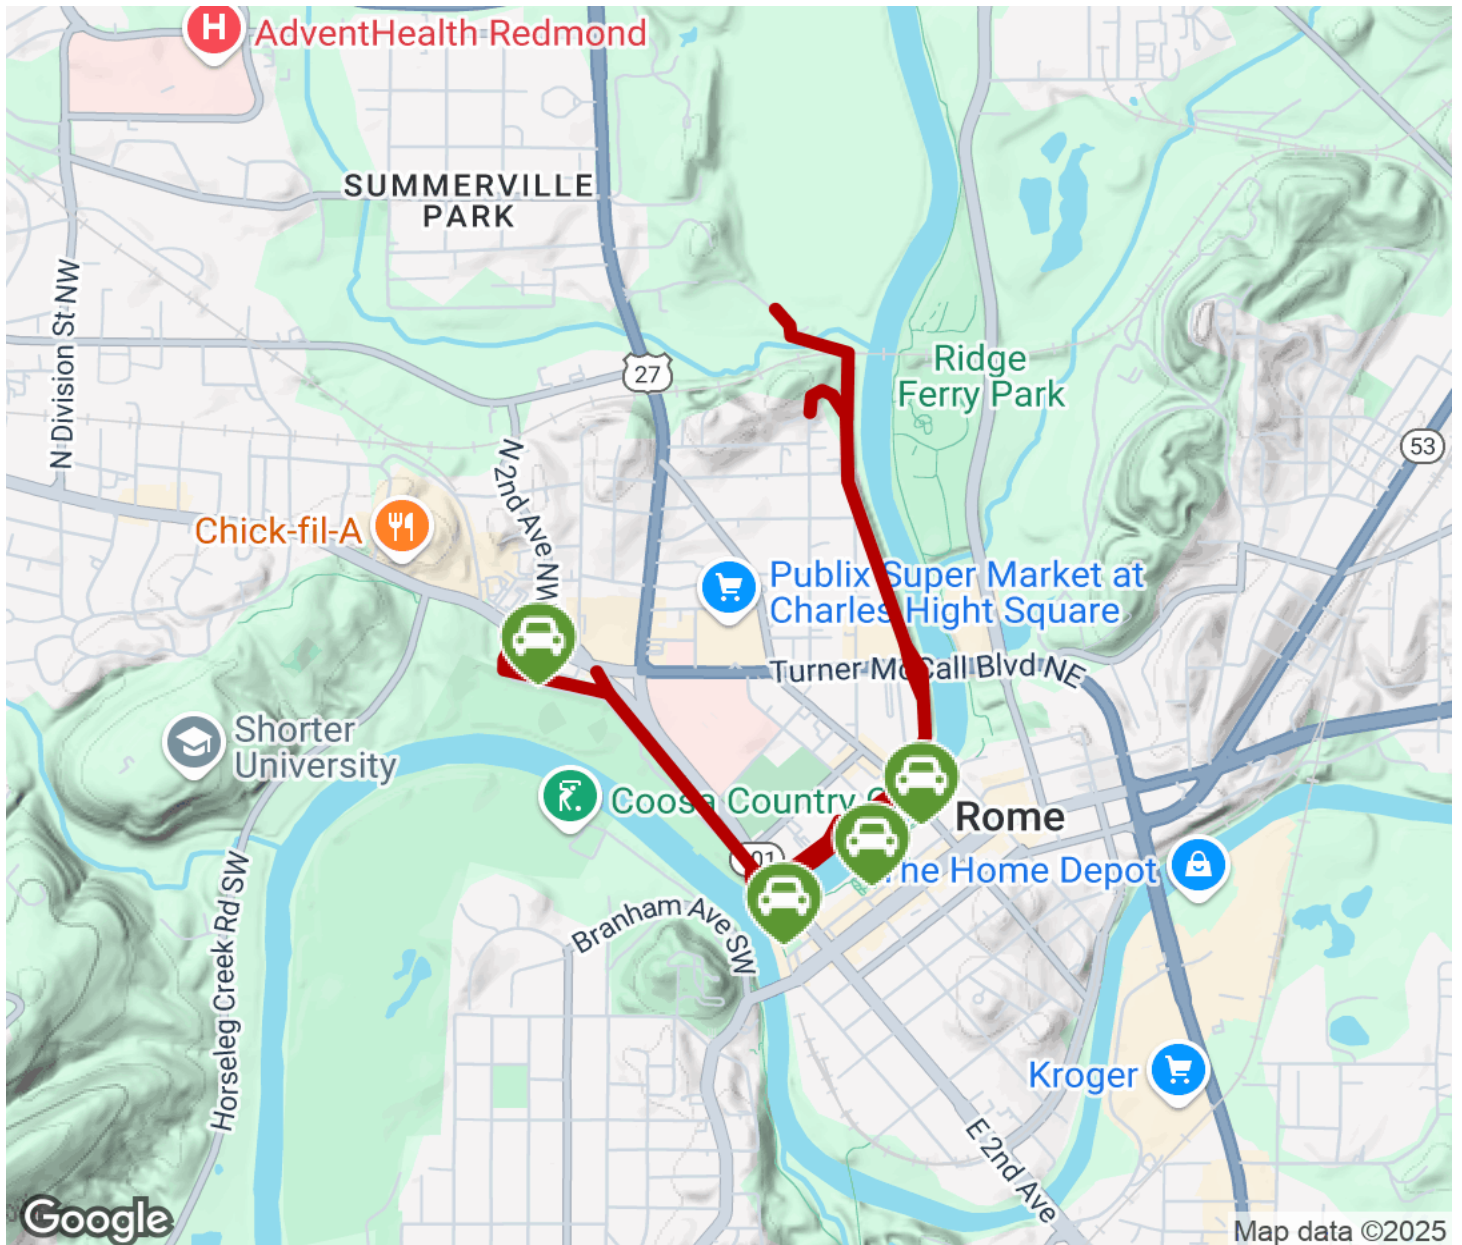 H
AdventHealth Redmond
SUMMERVILLE
PARK
N Division St NW
27
Ridge
Ferry Park
53
N 2nd Ave NW
Chick-fil-A
Publix Super Market at
Charles Hight Square
Turner McCall Blvd NE
Shorter
University
Coosa Country
Rome
Home Depot
Branham Ave SW
Horseleg Creek Rd SW
Kroger
E 2nd Ave
Google
Map data ©2025